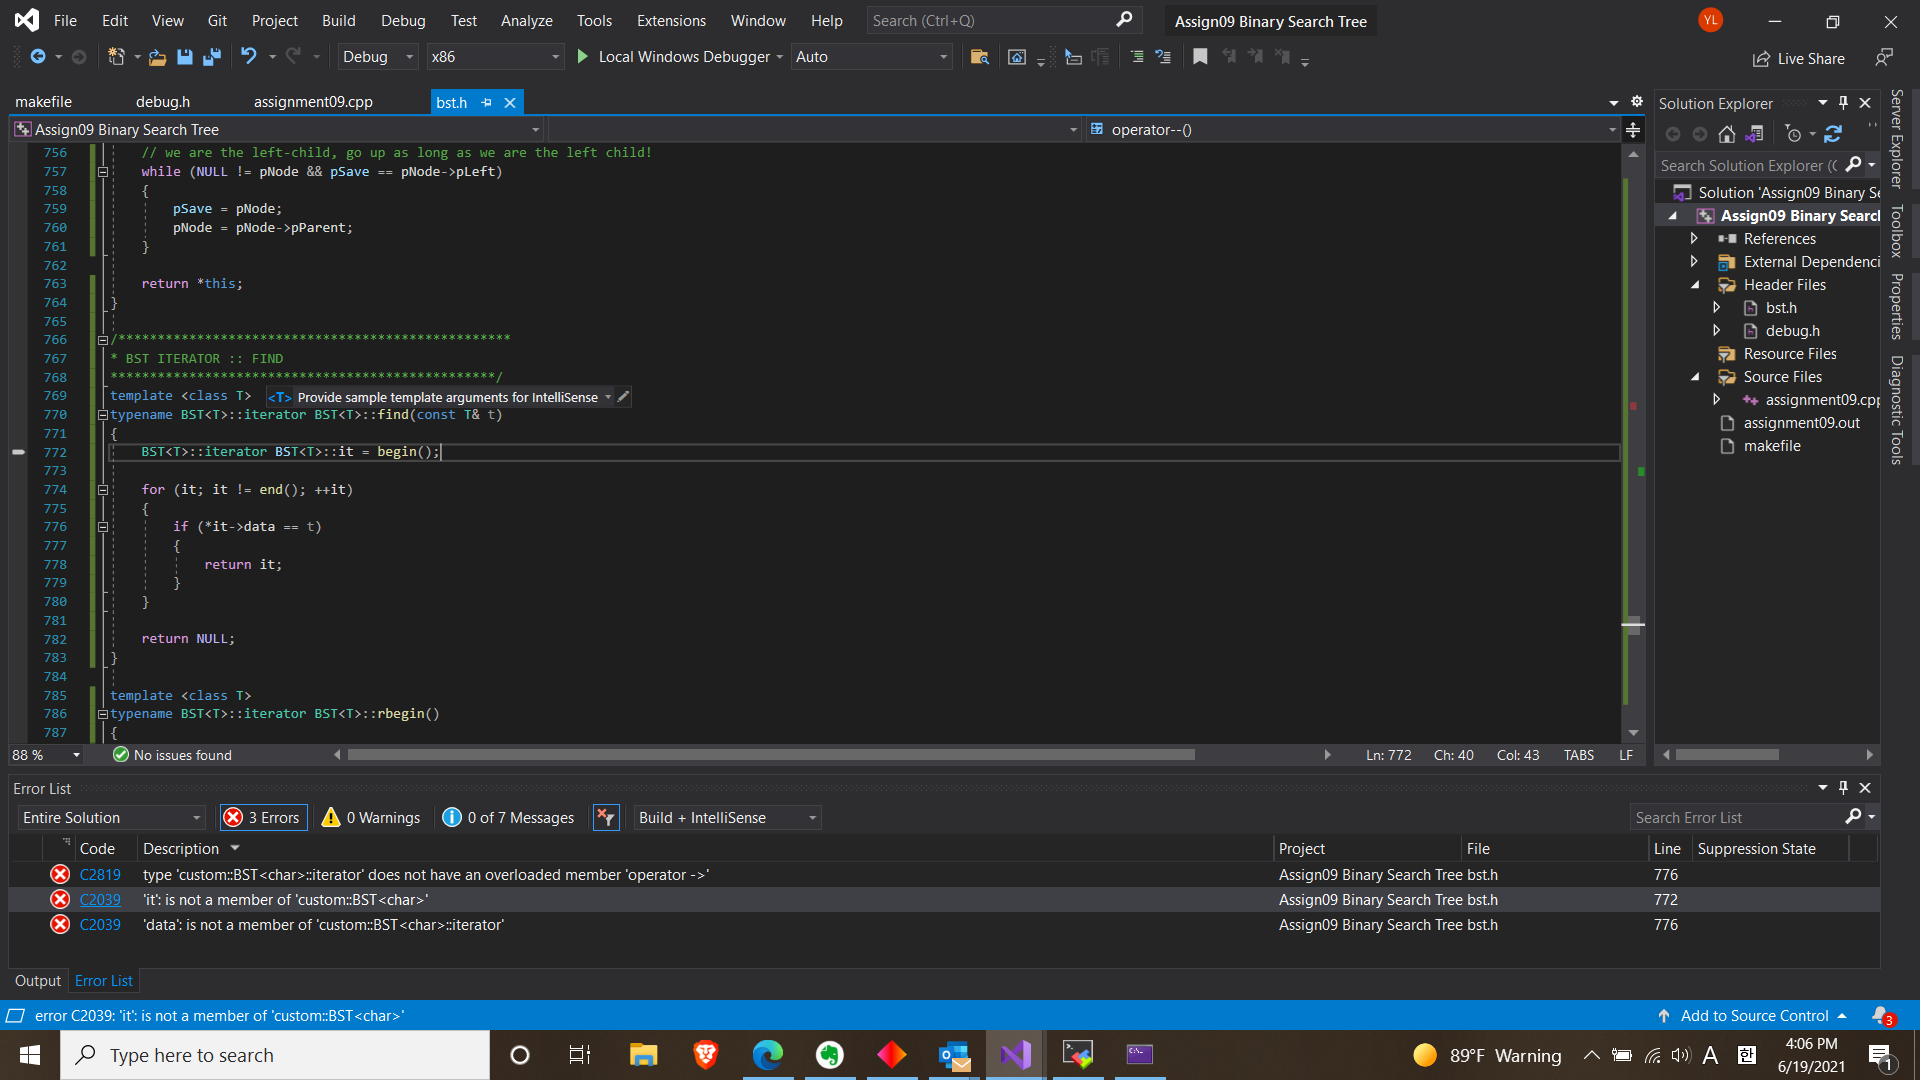 File Edit View Git Project Build Debug Test Analyze Tools Extensions Window Help Search (Ctrl+Q) Assign09 Binary Search Tree YL
Debug x86 Local Windows Debugger Auto Live Share
makefile debug.h assignment09.cpp bst.h
Assign09 Binary Search Tree operator--()
756 // we are the left-child, go up as long as we are the left child!
757 while (NULL != pNode && pSave == pNode->pLeft)
758 {
759 pSave = pNode;
760 pNode = pNode->pParent;
761 }
762
763 return *this;
764 }
765
766 /**************************************************
767 * BST ITERATOR :: FIND
768 *************************************************/
769 template <class T> <T> Provide sample template arguments for IntelliSense
770 typename BST<T>::iterator BST<T>::find(const T& t)
771 {
772 BST<T>::iterator BST<T>::it = begin();
773
774 for (it; it != end(); ++it)
775 {
776 if (*it->data == t)
777 {
778 return it;
779 }
780 }
781
782 return NULL;
783 }
784
785 template <class T>
786 typename BST<T>::iterator BST<T>::rbegin()
787 {
88 % No issues found Ln: 772 Ch: 40 Col: 43 TABS LF
Solution Explorer
Search Solution Explorer (C
Solution 'Assign09 Binary Se
Assign09 Binary Search
References
External Dependenci
Header Files
bst.h
debug.h
Resource Files
Source Files
assignment09.cpp
assignment09.out
makefile
Server Explorer
Toolbox
Properties
Diagnostic Tools
Error List
Entire Solution 3 Errors 0 Warnings 0 of 7 Messages Build + IntelliSense Search Error List
Code Description Project File Line Suppression State
C2819 type 'custom::BST<char>::iterator' does not have an overloaded member 'operator ->' Assign09 Binary Search Tree bst.h 776
C2039 'it': is not a member of 'custom::BST<char>' Assign09 Binary Search Tree bst.h 772
C2039 'data': is not a member of 'custom::BST<char>::iterator' Assign09 Binary Search Tree bst.h 776
Output Error List
error C2039: 'it': is not a member of 'custom::BST<char>' Add to Source Control 3
Type here to search 89°F Warning A 한 4:06 PM
6/19/2021 1